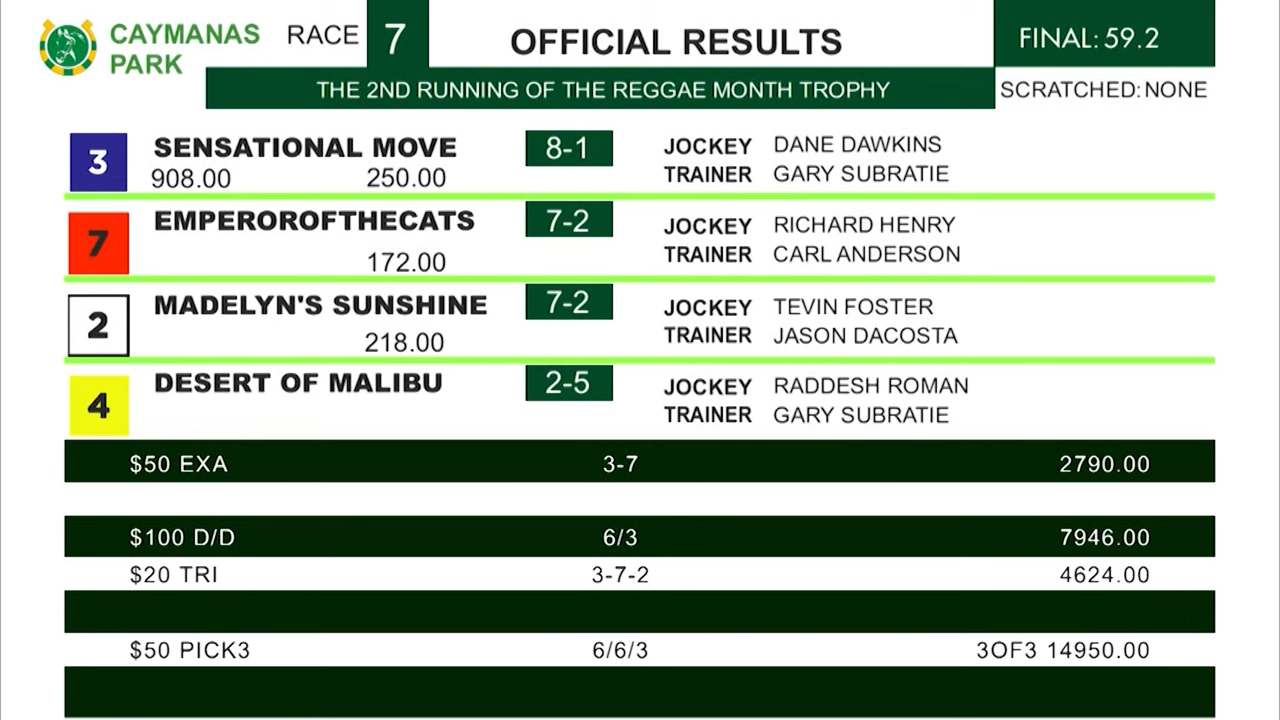 CAYMANAS PARK
RACE 7
OFFICIAL RESULTS
FINAL: 59.2
THE 2ND RUNNING OF THE REGGAE MONTH TROPHY
SCRATCHED: NONE
3 SENSATIONAL MOVE 8-1 JOCKEY DANE DAWKINS
908.00 250.00 TRAINER GARY SUBRATIE
7 EMPEROROFTHECATS 7-2 JOCKEY RICHARD HENRY
172.00 TRAINER CARL ANDERSON
2 MADELYN'S SUNSHINE 7-2 JOCKEY TEVIN FOSTER
218.00 TRAINER JASON DACOSTA
4 DESERT OF MALIBU 2-5 JOCKEY RADDESH ROMAN
TRAINER GARY SUBRATIE
$50 EXA 3-7 2790.00
$100 D/D 6/3 7946.00
$20 TRI 3-7-2 4624.00
$50 PICK3 6/6/3 3OF3 14950.00